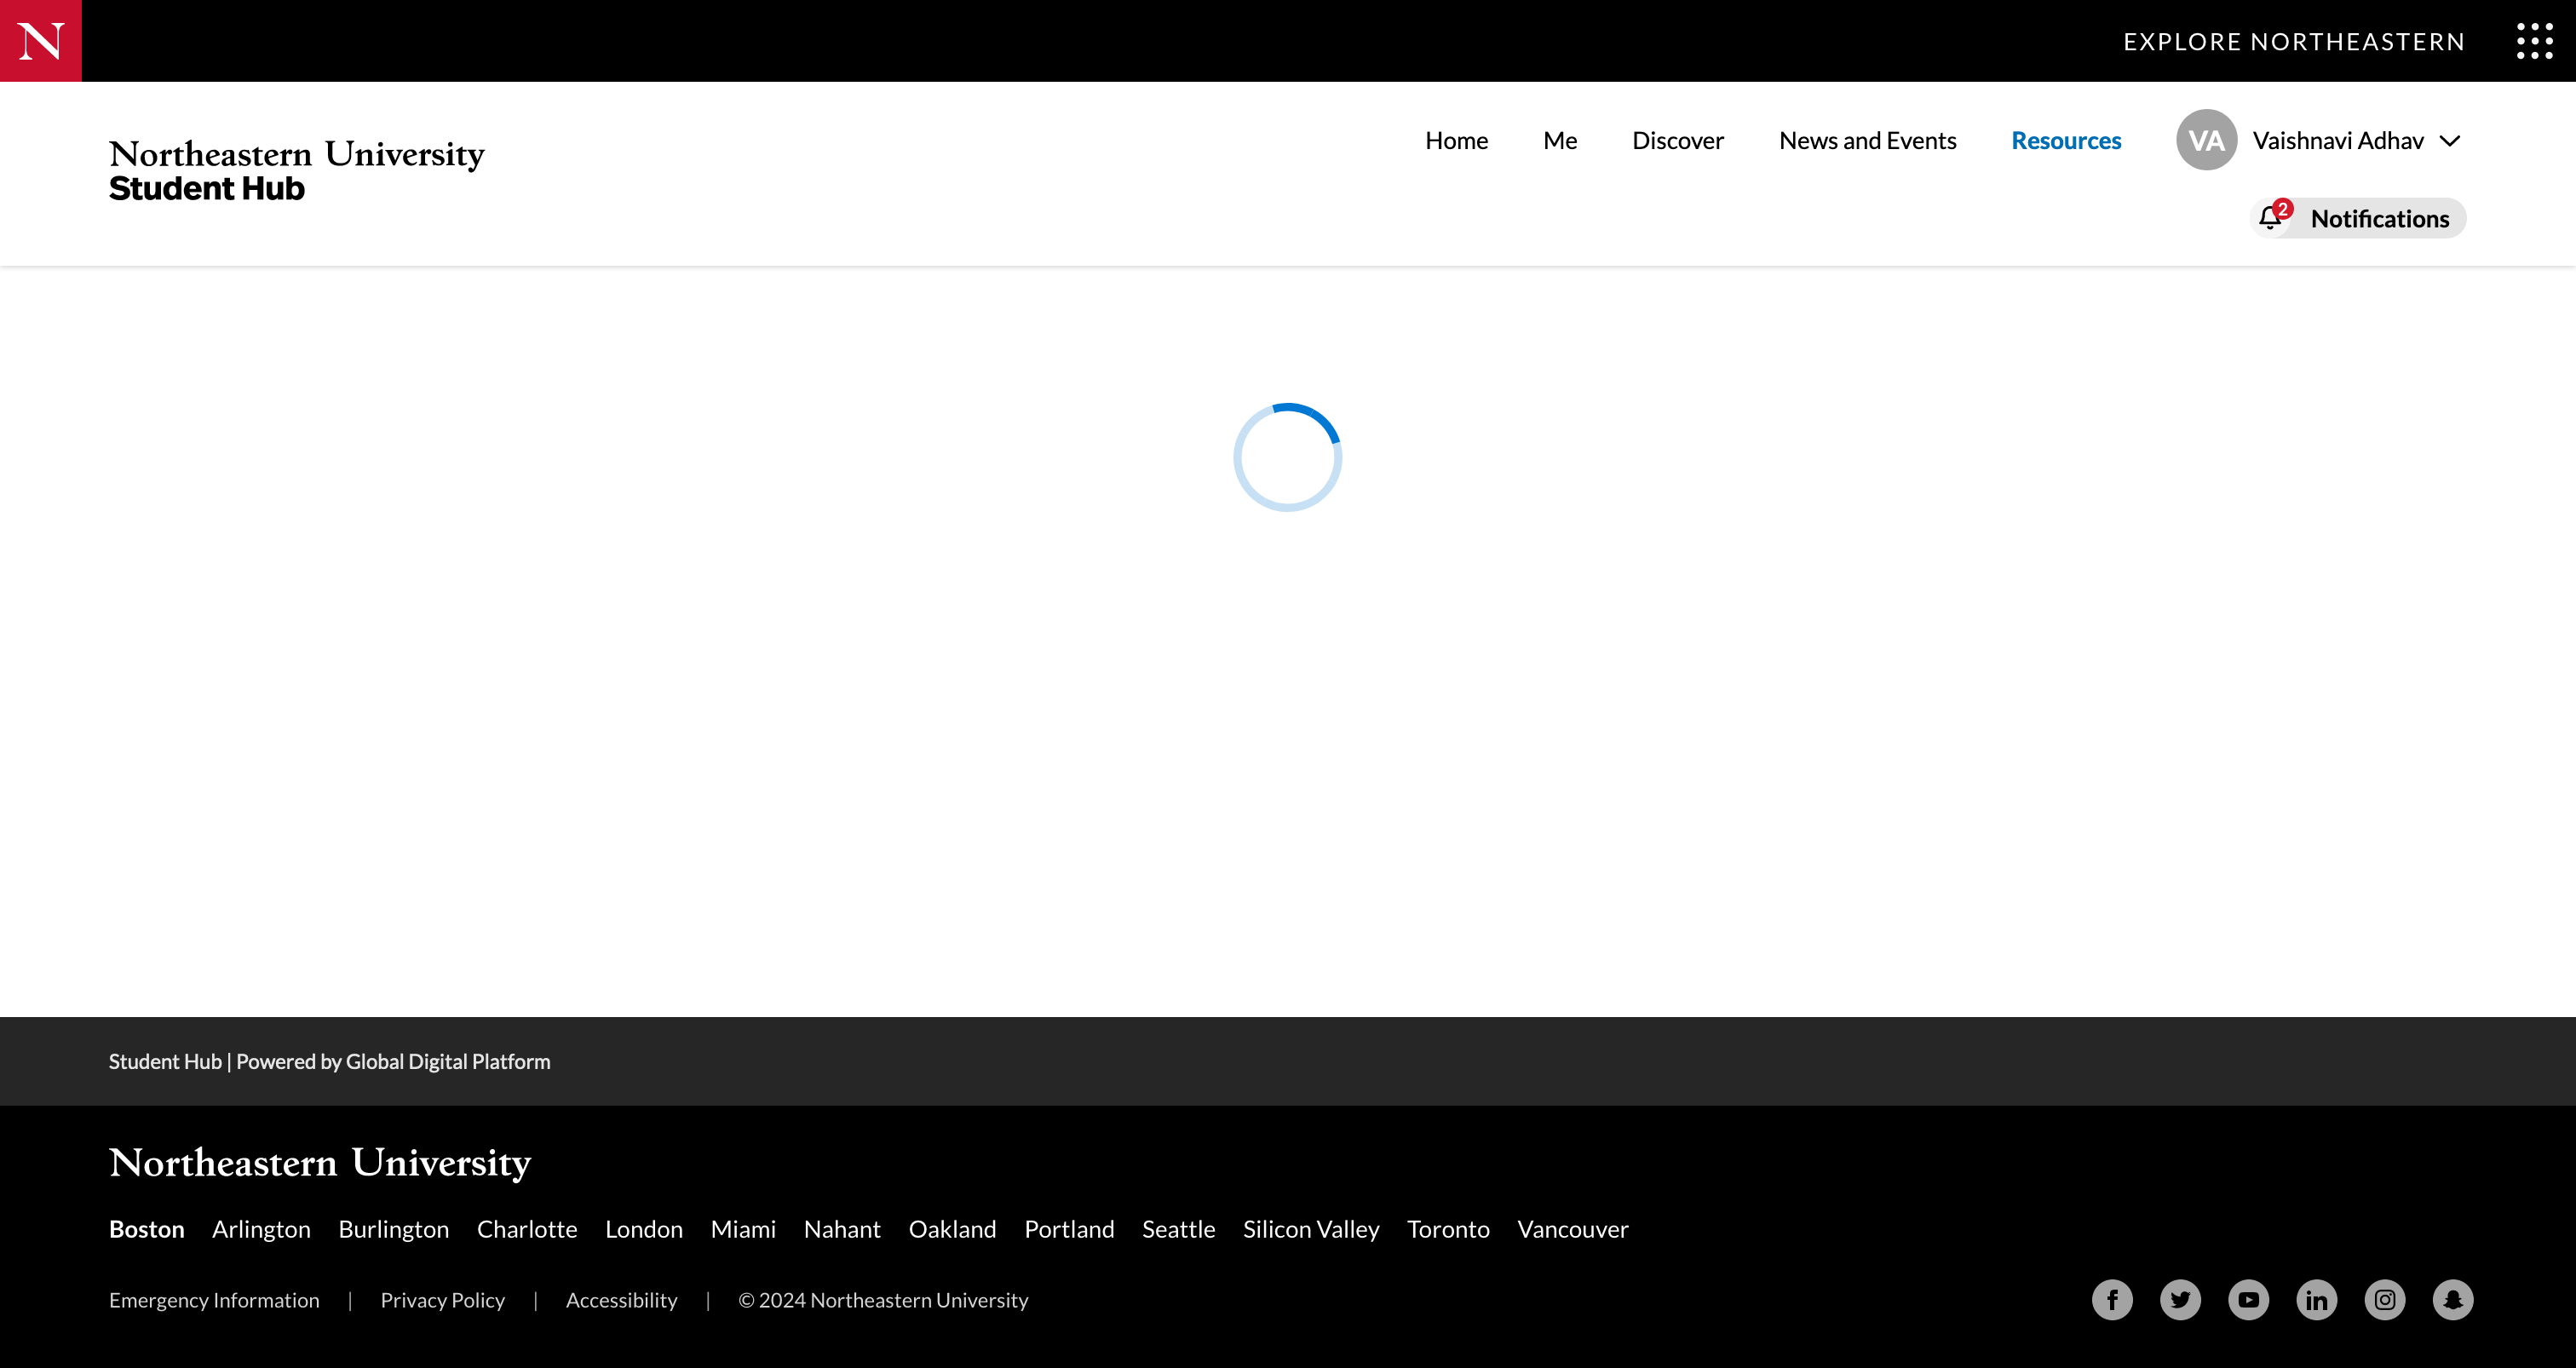 N
EXPLORE NORTHEASTERN
Northeastern University
Student Hub
Home Me Discover News and Events Resources VA Vaishnavi Adhav
2 Notifications
Student Hub | Powered by Global Digital Platform
Northeastern University
Boston Arlington Burlington Charlotte London Miami Nahant Oakland Portland Seattle Silicon Valley Toronto Vancouver
Emergency Information | Privacy Policy | Accessibility | © 2024 Northeastern University